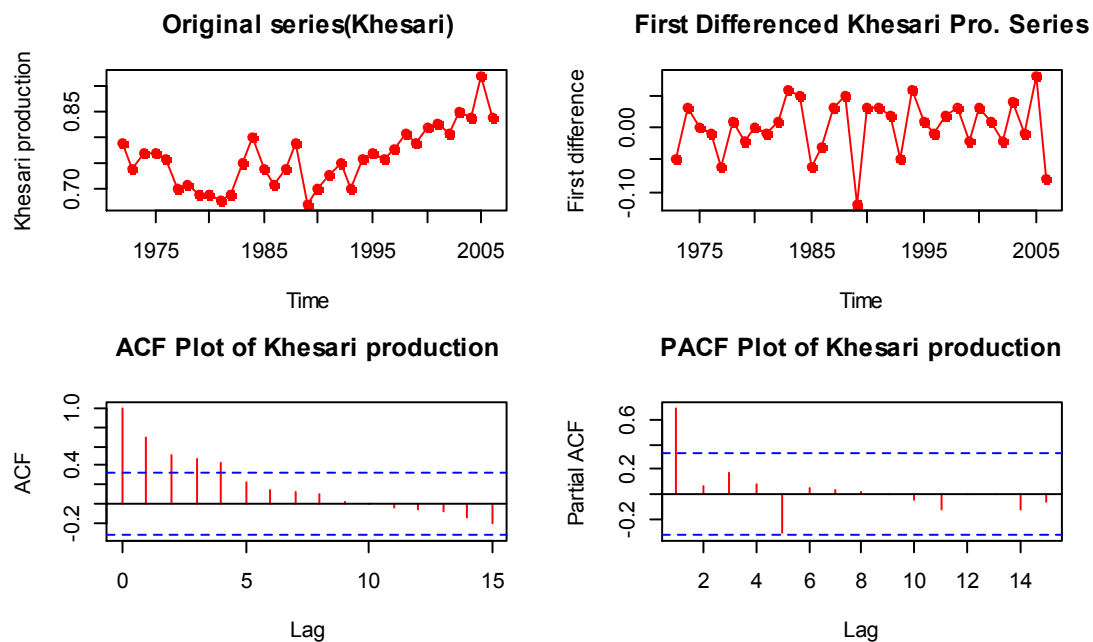 Original series(Khesari)
Khesari production
0.70 0.85
1975 1985 1995 2005
Time
First Differenced Khesari Pro. Series
First difference
-0.10 0.00
1975 1985 1995 2005
Time
ACF Plot of Khesari production
ACF
-0.2 0.4 1.0
0 5 10 15
Lag
PACF Plot of Khesari production
Partial ACF
-0.2 0.2 0.6
2 4 6 8 10 12 14
Lag